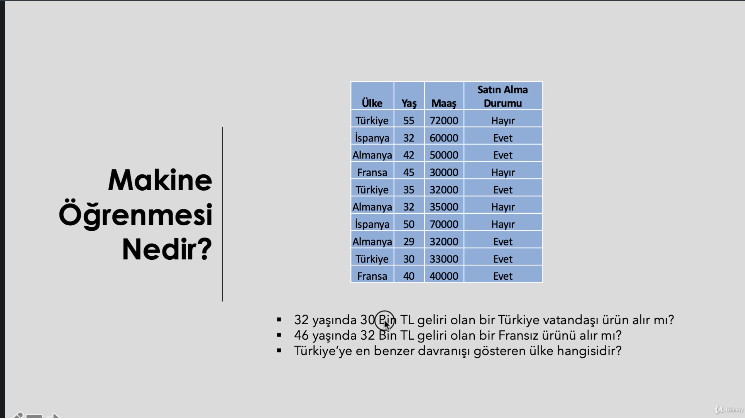 Makine
Öğrenmesi
Nedir?
Satın Alma
Ülke Yaş Maaş Durumu
Türkiye 55 72000 Hayır
İspanya 32 60000 Evet
Almanya 42 50000 Evet
Fransa 45 30000 Hayır
Türkiye 35 32000 Evet
Almanya 32 35000 Hayır
İspanya 50 70000 Hayır
Almanya 29 32000 Evet
Türkiye 30 33000 Evet
Fransa 40 40000 Evet
▪ 32 yaşında 30 Bin TL geliri olan bir Türkiye vatandaşı ürün alır mı?
▪ 46 yaşında 32 Bin TL geliri olan bir Fransız ürünü alır mı?
▪ Türkiye'ye en benzer davranışı gösteren ülke hangisidir?